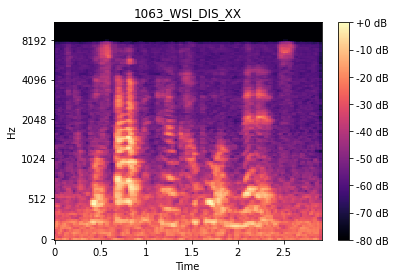 1063_WSI_DIS_XX
+0 dB
8192
-10 dB
4096
-20 dB
-30 dB
2048
Hz
-40 dB
1024
-50 dB
512
-60 dB
-70 dB
0
-80 dB
0 0.5 1 1.5 2 2.5
Time